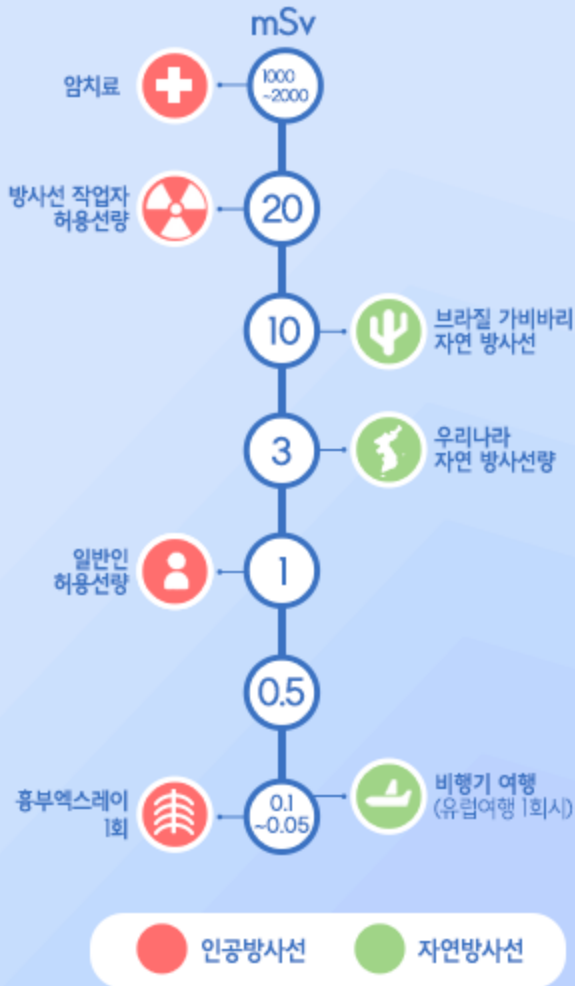 mSv
암치료
1000
~2000
방사선 작업자
허용선량
20
10
브라질 가비바리
자연 방사선
3
우리나라
자연 방사선량
일반인
허용선량
1
0.5
흉부엑스레이
1회
0.1
~0.05
비행기 여행
(유럽여행 1회시)
인공방사선
자연방사선